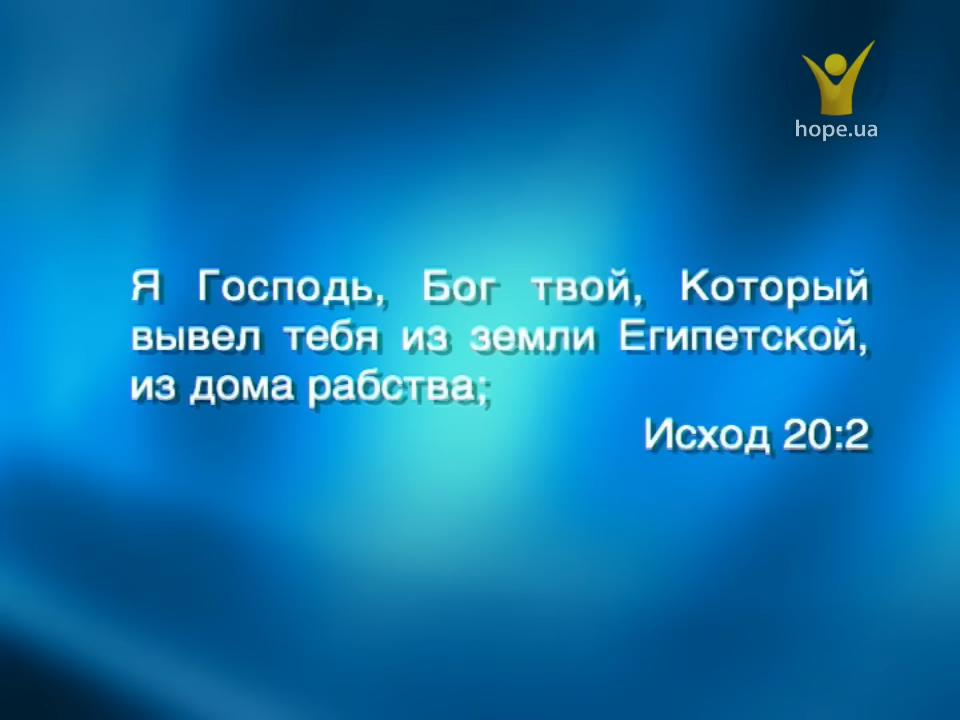 hope.ua
Я Господь, Бог твой, Который
вывел тебя из земли Египетской,
из дома рабства;
Исход 20:2